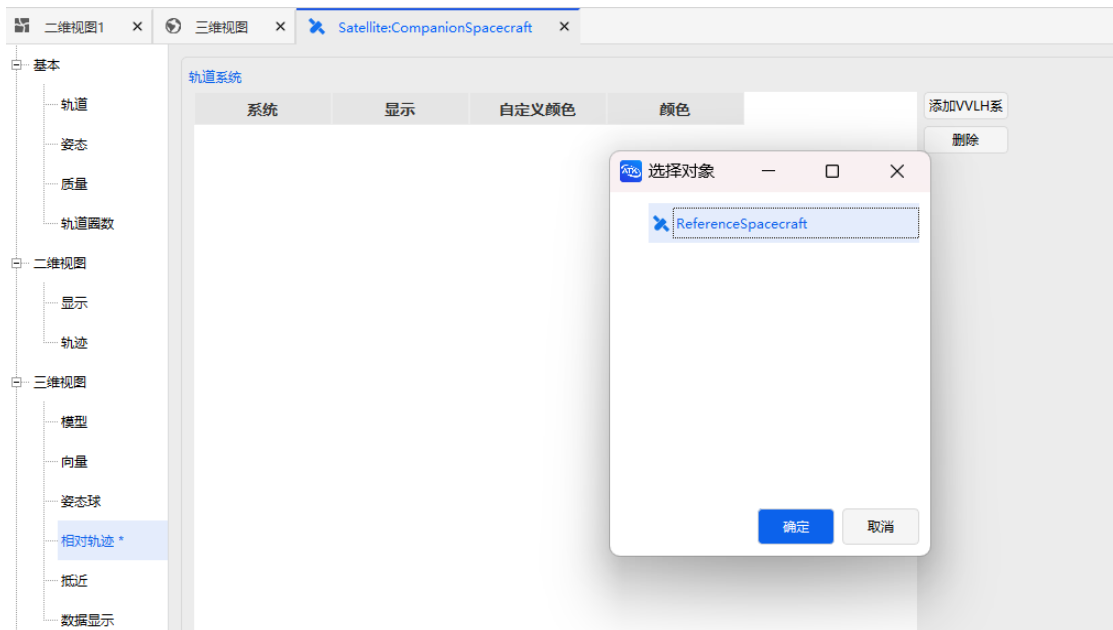 二维视图1
三维视图
Satellite:CompanionSpacecraft
基本
轨道
姿态
质量
轨道圈数
二维视图
显示
轨迹
三维视图
模型
向量
姿态球
相对轨迹 *
抵近
数据显示
轨道系统
系统 显示 自定义颜色 颜色
添加VVLH系
删除
ATK
选择对象
ReferenceSpacecraft
确定 取消